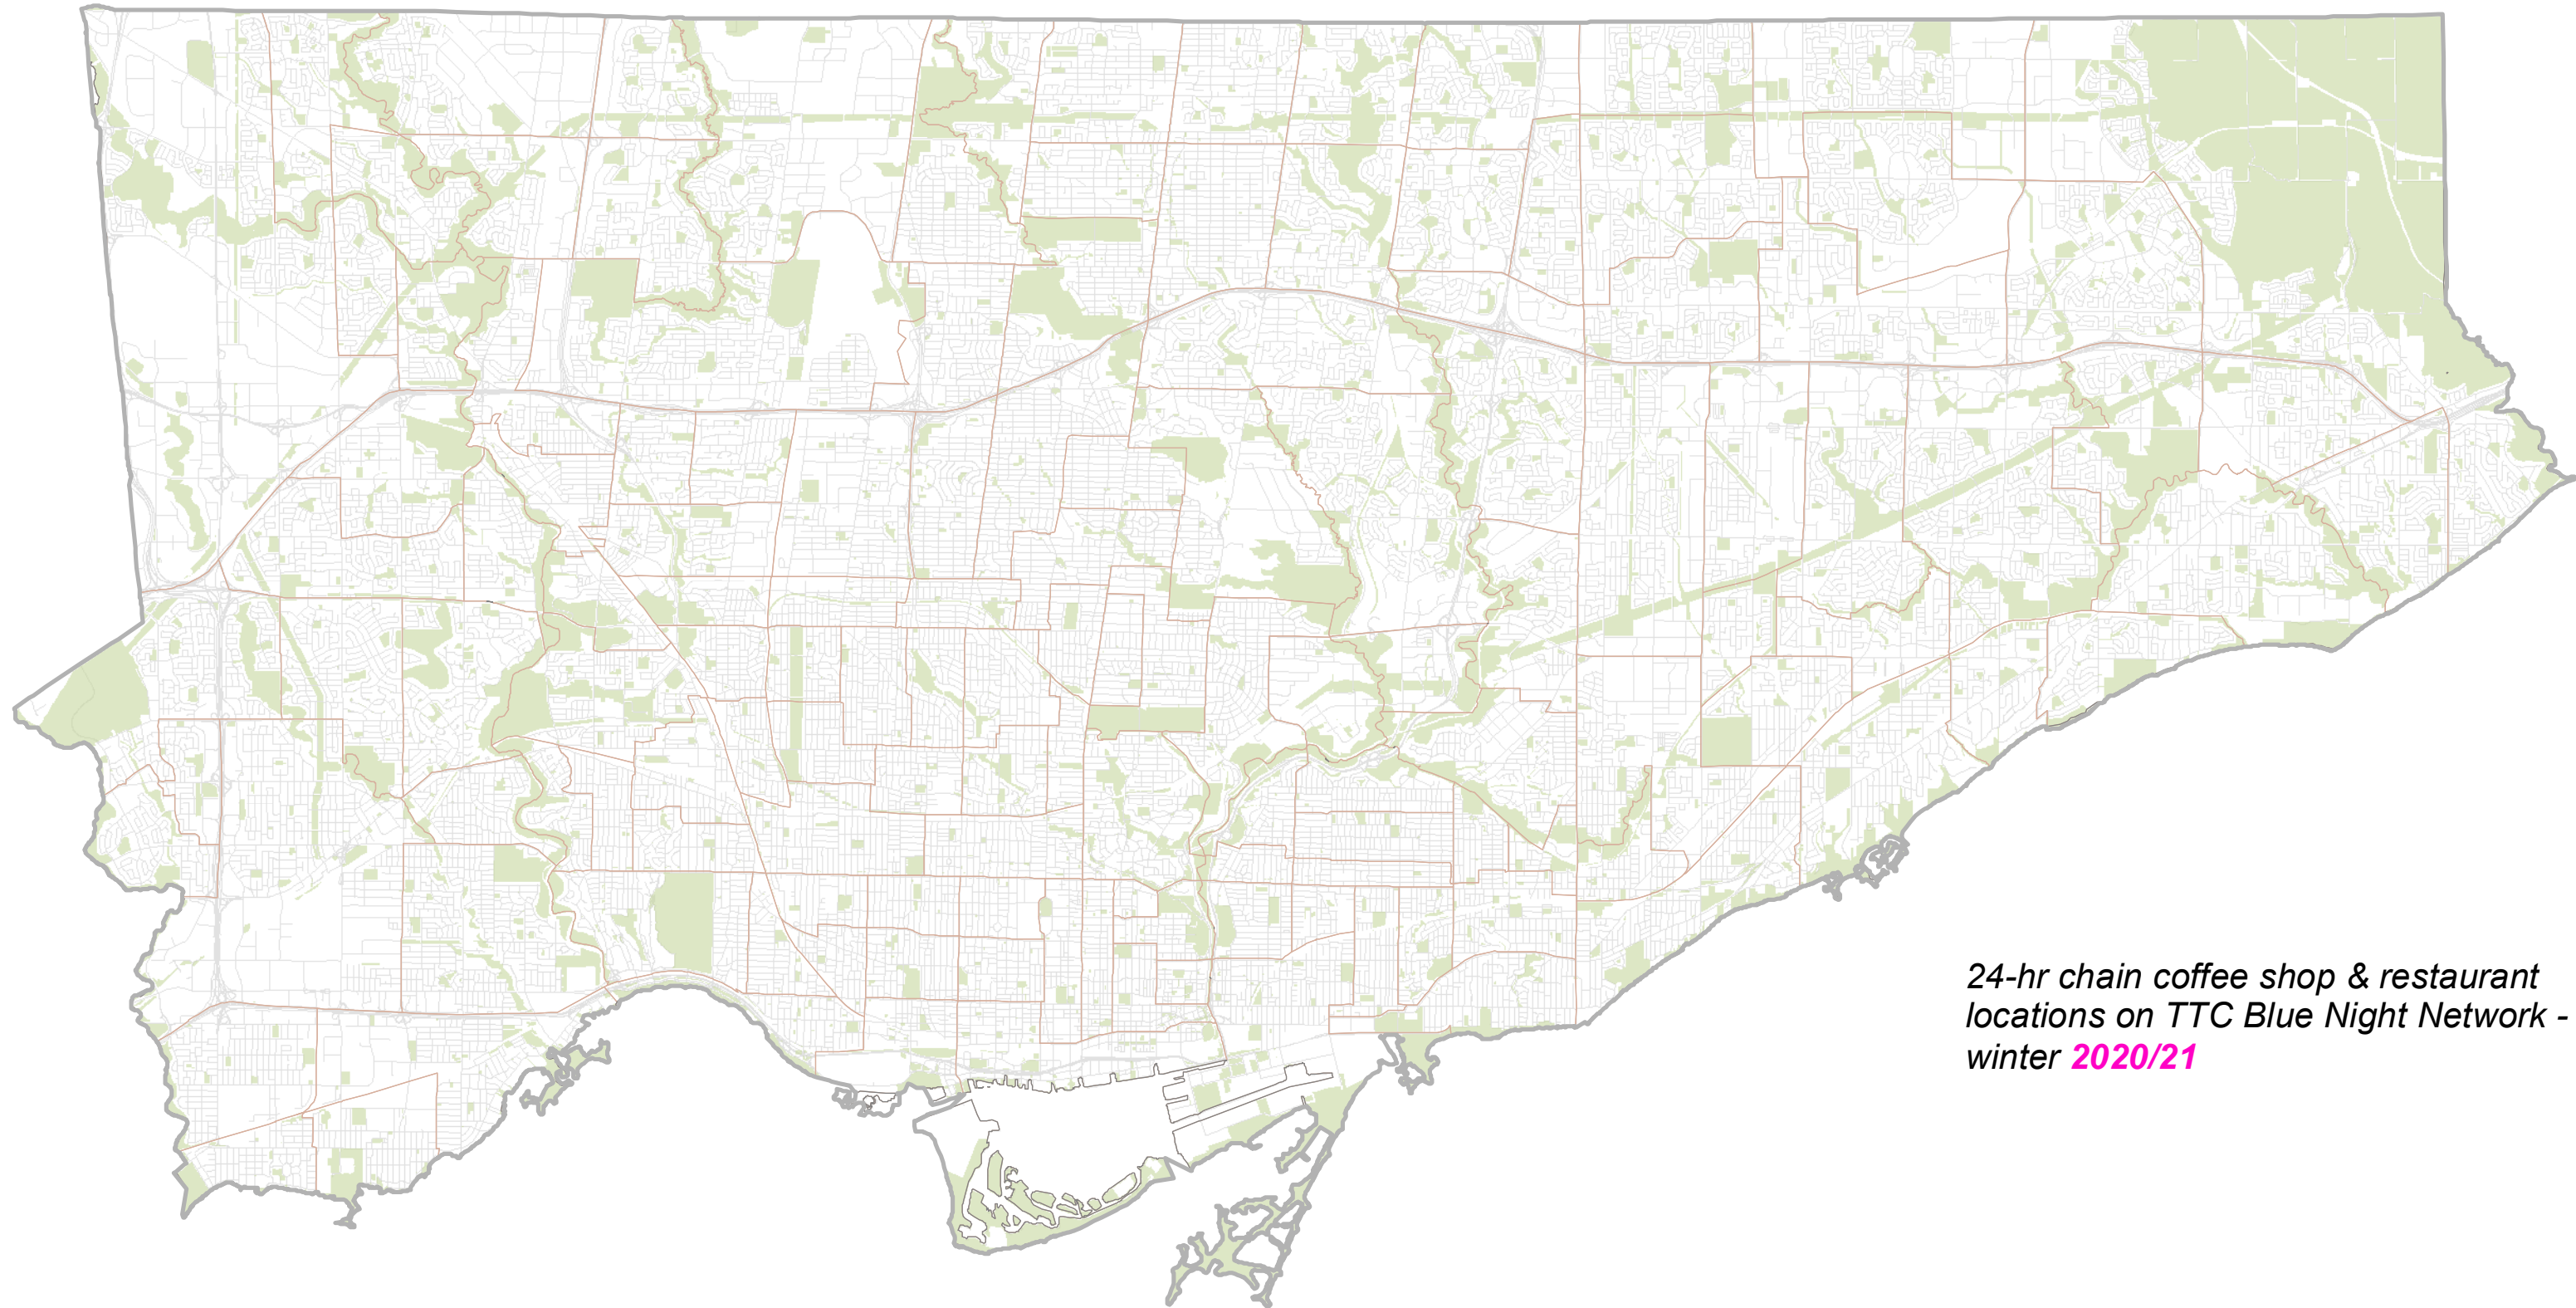 24-hr chain coffee shop & restaurant
locations on TTC Blue Night Network -
winter 2020/21